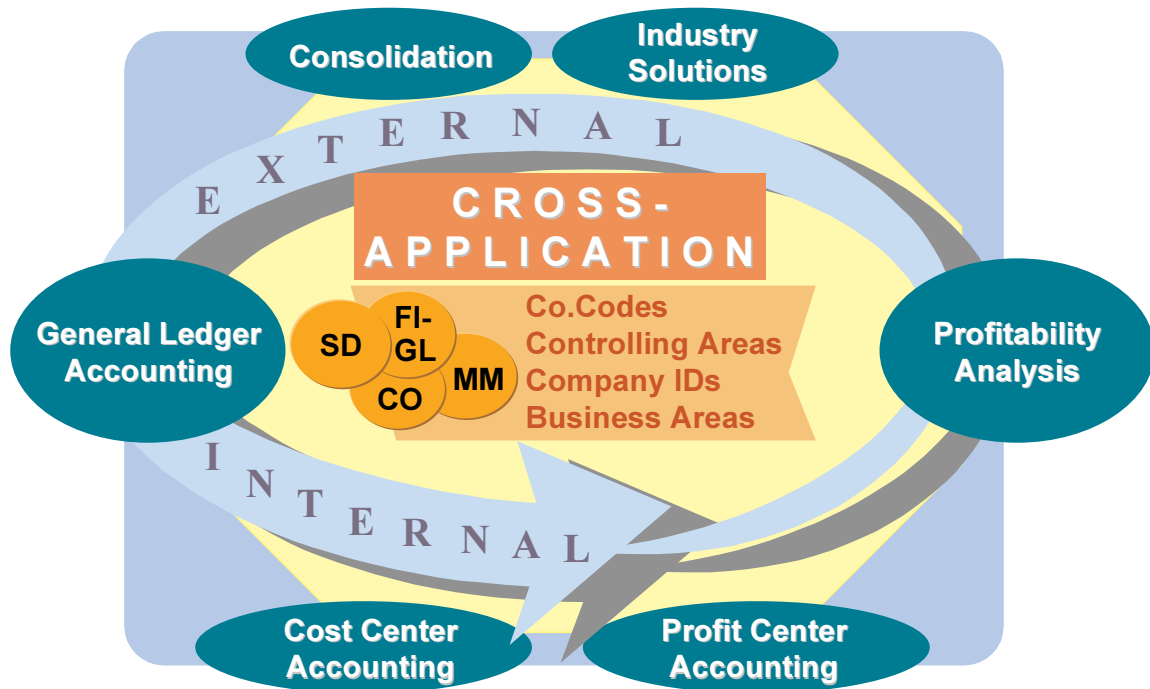 Consolidation
Industry
Solutions
EXTERNAL
CROSS-
APPLICATION
General Ledger
Accounting
SD
FI-
GL
CO
MM
Co.Codes
Controlling Areas
Company IDs
Business Areas
Profitability
Analysis
INTERNAL
Cost Center
Accounting
Profit Center
Accounting